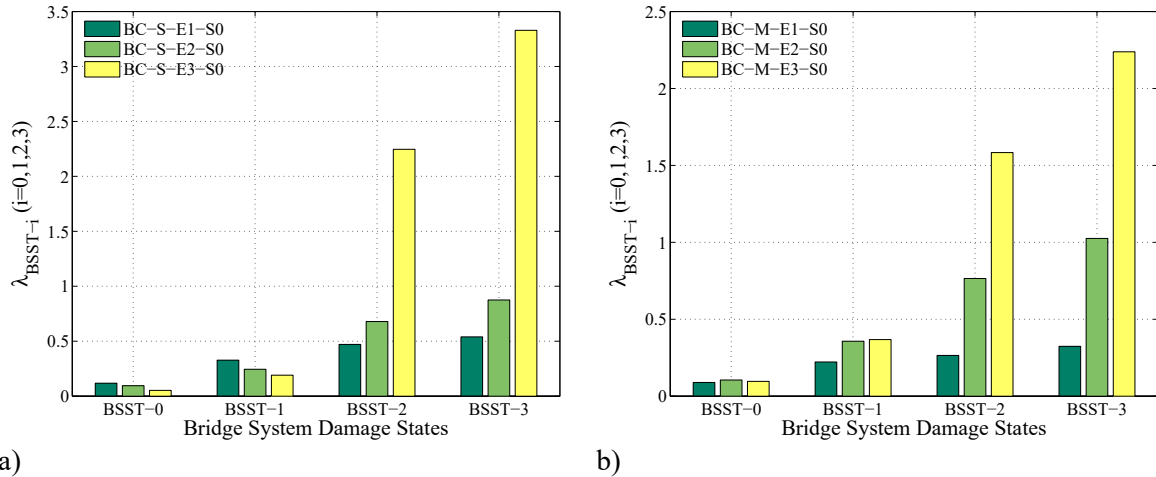 3.5
3
2.5
2
1.5
1
0.5
0
λBSST−i (i=0,1,2,3)
BC−S−E1−S0
BC−S−E2−S0
BC−S−E3−S0
BSST−0 BSST−1 BSST−2 BSST−3
Bridge System Damage States
a)
2.5
2
1.5
1
0.5
0
λBSST−i (i=0,1,2,3)
BC−M−E1−S0
BC−M−E2−S0
BC−M−E3−S0
BSST−0 BSST−1 BSST−2 BSST−3
Bridge System Damage States
b)